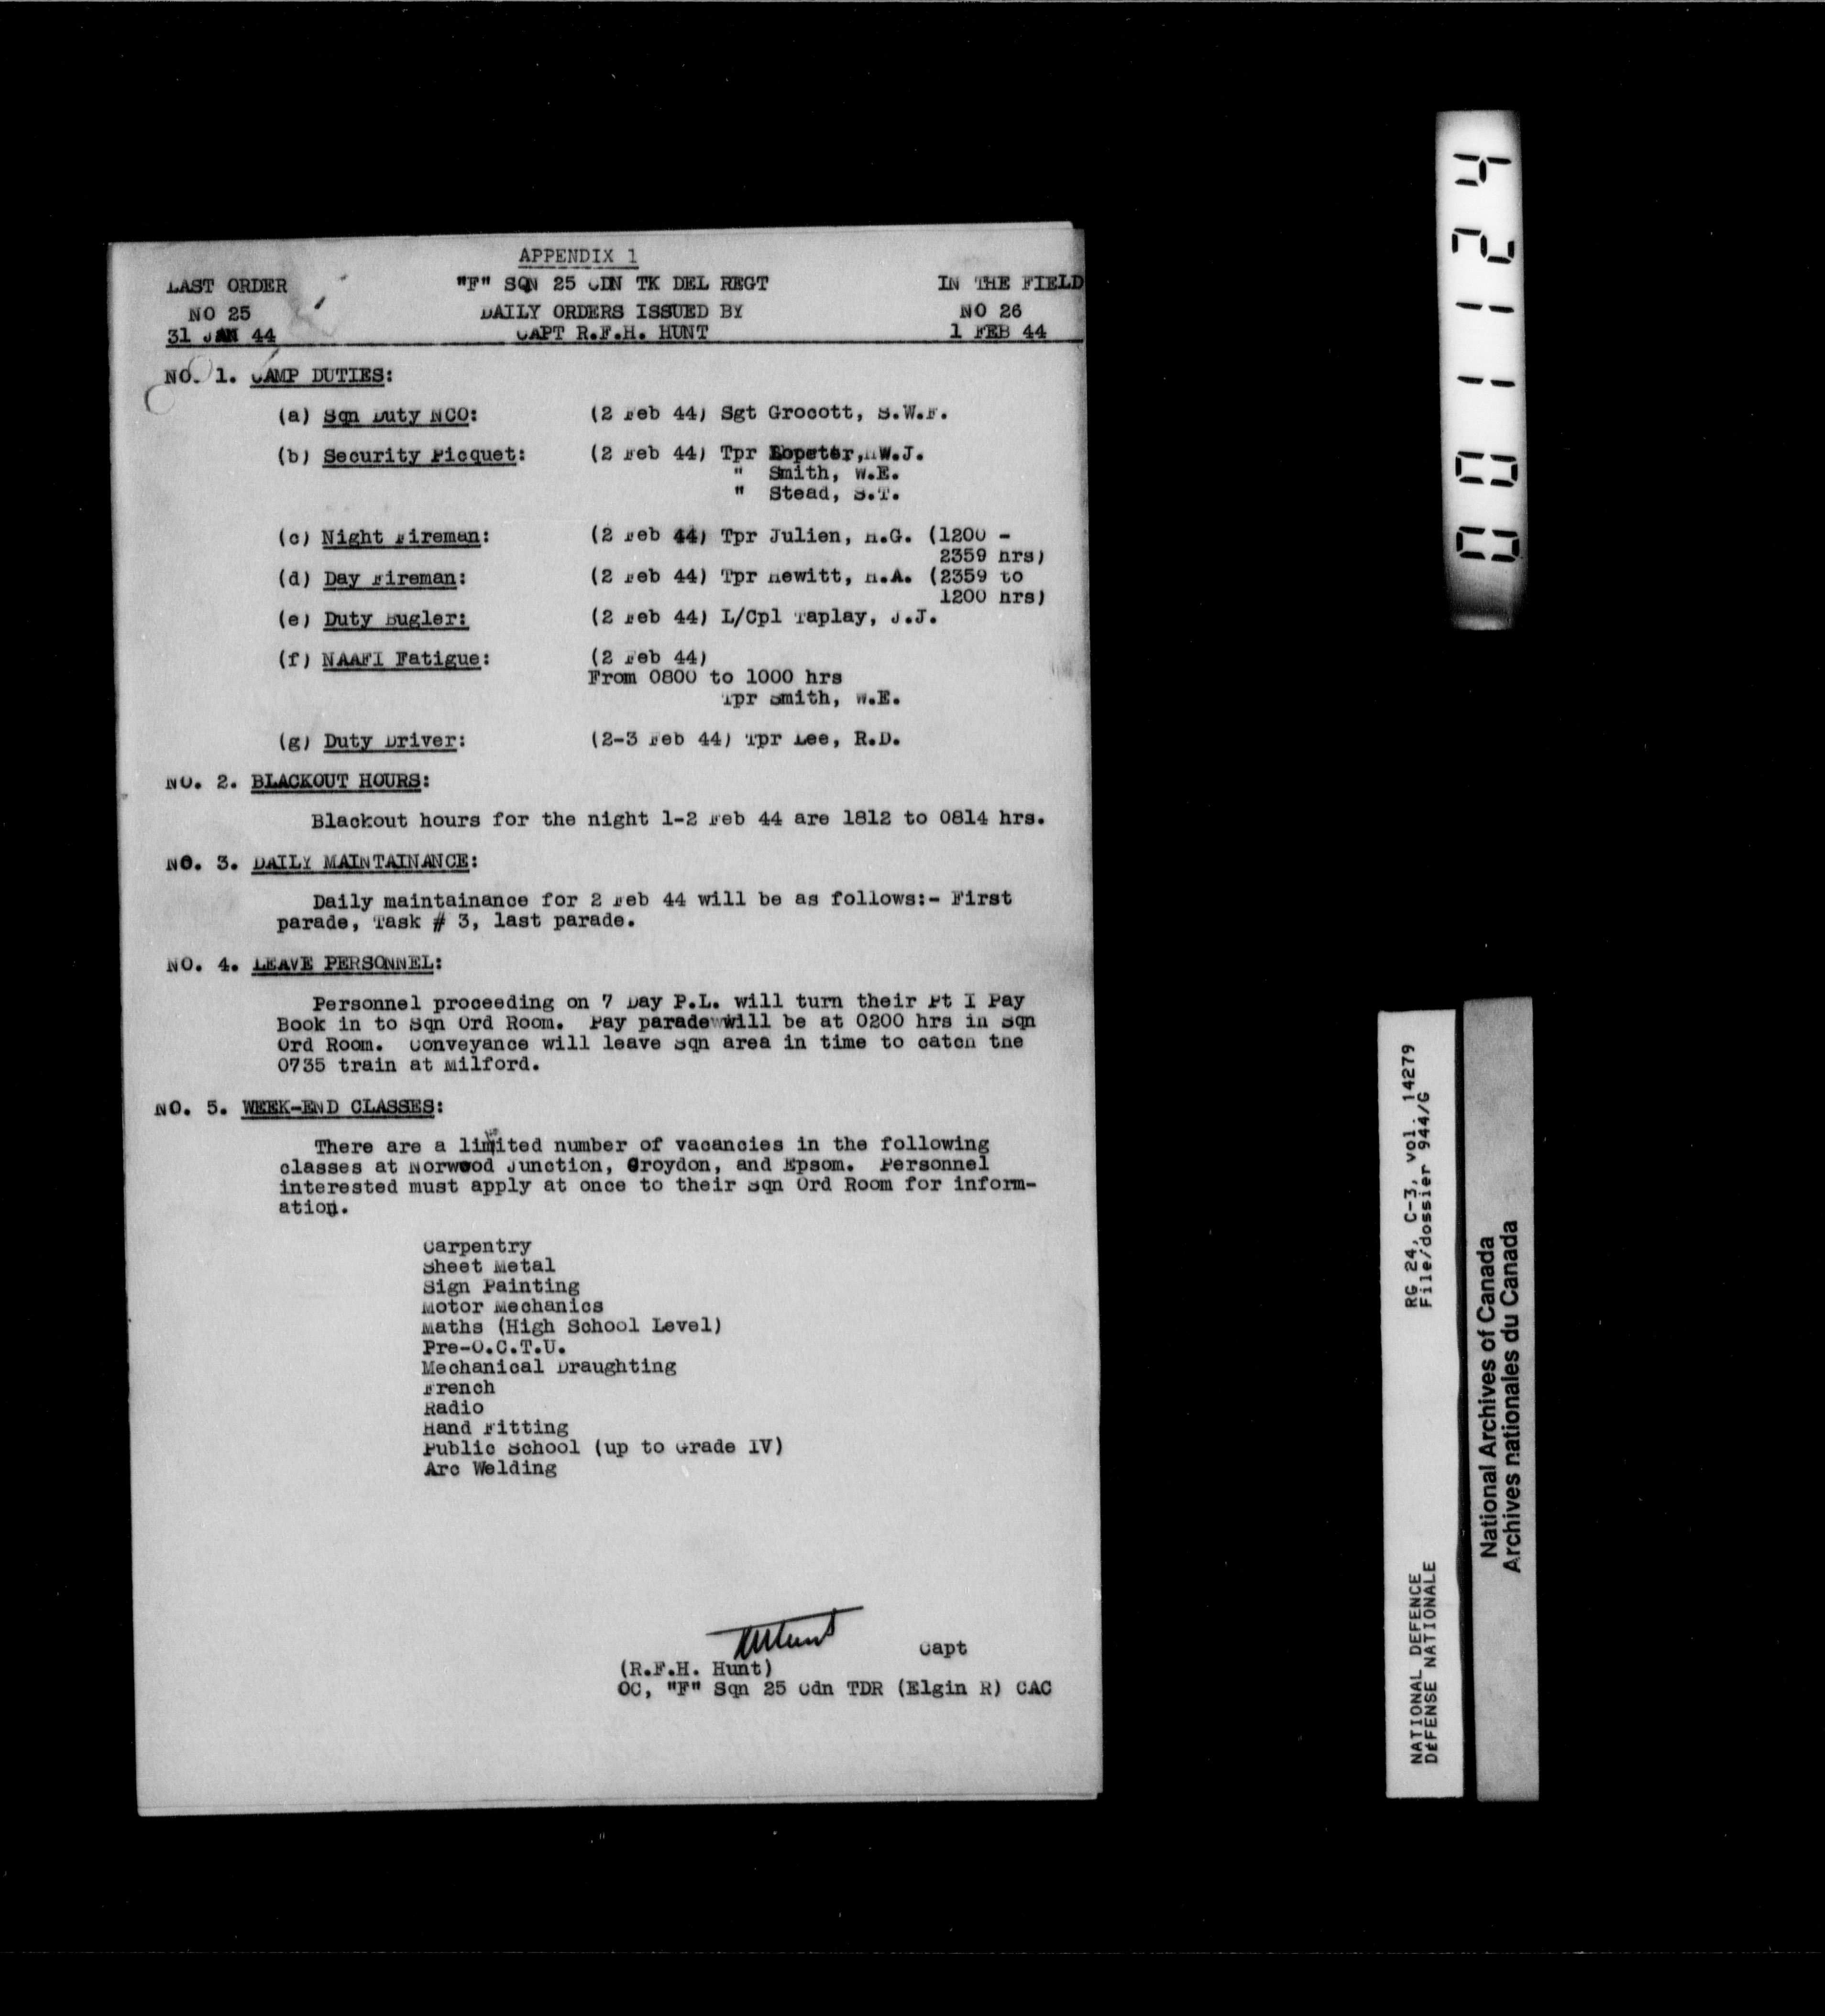 APPENDIX 1
LAST ORDER "F" SQN 25 CDN TK DEL REGT IN THE FIELD
NO 25 DAILY ORDERS ISSUED BY NO 26
31 JAN 44 CAPT R.F.H. HUNT 1 FEB 44
NO. 1. CAMP DUTIES:
(a) Sqn Duty NCO: (2 Feb 44) Sgt Grocott, S.W.F.
(b) Security Picquet: (2 Feb 44) Tpr W.J.
" Smith, W.E.
" Stead, S.T.
(c) Night Fireman: (2 Feb 44) Tpr Julien, H.G. (1200 -
2359 hrs)
(d) Day Fireman: (2 Feb 44) Tpr Hewitt, H.A. (2359 to
1200 hrs)
(e) Duty Bugler: (2 Feb 44) L/Cpl Taplay, J.J.
(f) NAAFI Fatigue: (2 Feb 44)
From 0800 to 1000 hrs
Tpr Smith, W.E.
(g) Duty Driver: (2-3 Feb 44) Tpr Lee, R.D.
NO. 2. BLACKOUT HOURS:
Blackout hours for the night 1-2 Feb 44 are 1812 to 0814 hrs.
NO. 3. DAILY MAINTAINANCE:
Daily maintainance for 2 Feb 44 will be as follows:- First
parade, Task # 3, last parade.
NO. 4. LEAVE PERSONNEL:
Personnel proceeding on 7 Day P.L. will turn their Pt I Pay
Book in to Sqn Ord Room. Pay parade will be at 0200 hrs in Sqn
Ord Room. Conveyance will leave Sqn area in time to catch the
0735 train at Milford.
NO. 5. WEEK-END CLASSES:
There are a limited number of vacancies in the following
classes at Norwood Junction, Croydon, and Epsom. Personnel
interested must apply at once to their Sqn Ord Room for inform-
ation.
Carpentry
Sheet Metal
Sign Painting
Motor Mechanics
Maths (High School Level)
Pre-O.C.T.U.
Mechanical Draughting
French
Radio
Hand Fitting
Public School (up to Grade IV)
Arc Welding
RHunt Capt
(R.F.H. Hunt)
OC, "F" Sqn 25 Cdn TDR (Elgin R) CAC
001124
NATIONAL DEFENCE RG 24, C-3, vol. 14279
DÉFENSE NATIONALE File/dossier 944/G
National Archives of Canada
Archives nationales du Canada